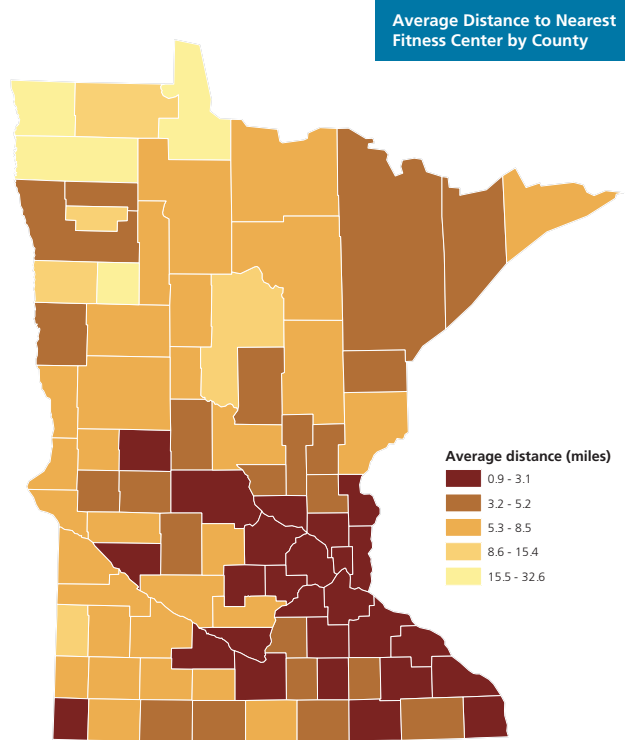 Average Distance to Nearest
Fitness Center by County
Average distance (miles)
0.9 - 3.1
3.2 - 5.2
5.3 - 8.5
8.6 - 15.4
15.5 - 32.6